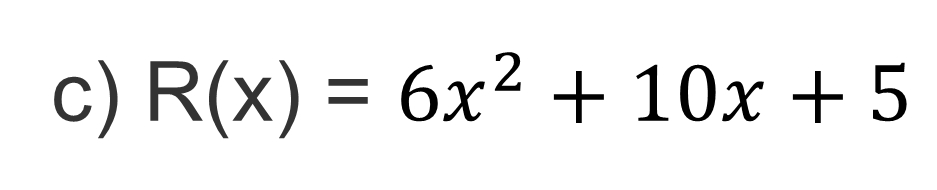 c) R(x) = 6x² + 10x + 5